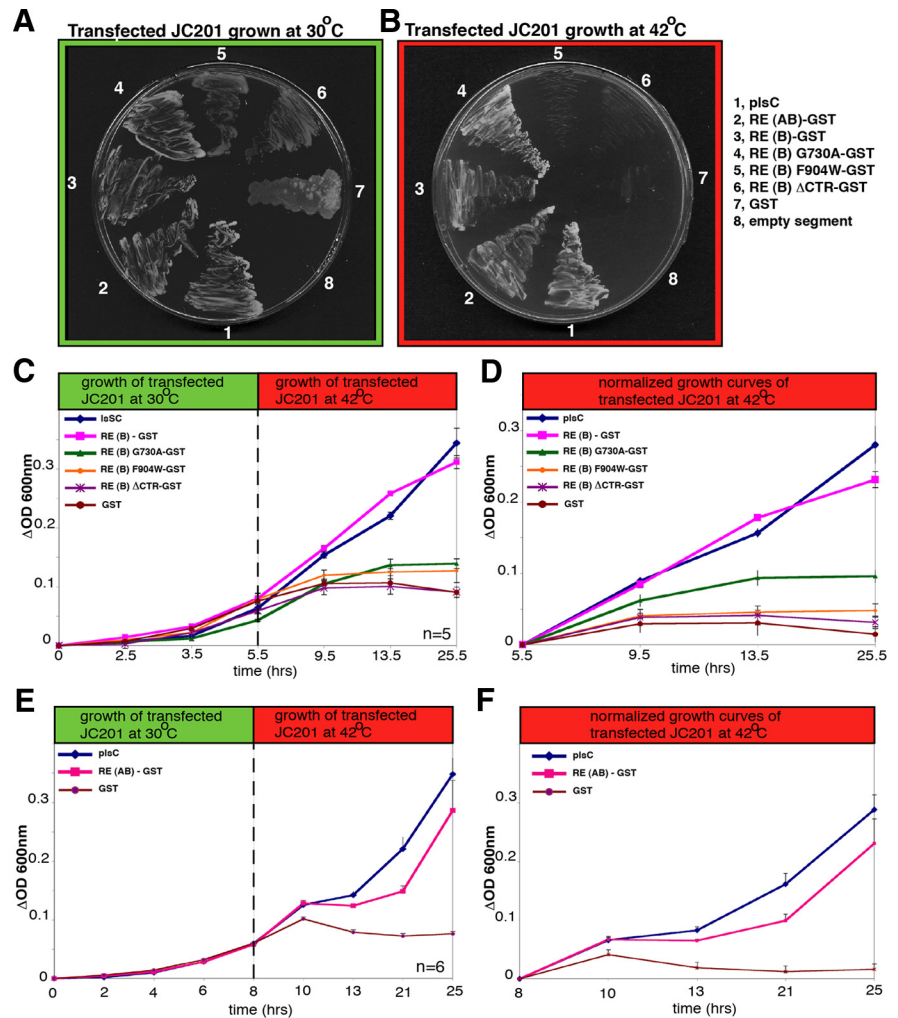 A
Transfected JC201 grown at 30°C
5
4
6
3
7
2
8
1
B
Transfected JC201 growth at 42°C
5
4
6
3
7
2
8
1
1, plsC
2, RE (AB)-GST
3, RE (B)-GST
4, RE (B) G730A-GST
5, RE (B) F904W-GST
6, RE (B) ΔCTR-GST
7, GST
8, empty segment
C
growth of transfected
JC201 at 30°C
growth of transfected
JC201 at 42°C
lsSC
RE (B) - GST
RE (B) G730A-GST
RE (B) F904W-GST
RE (B) ΔCTR-GST
GST
ΔOD 600nm
0.3
0.2
0.1
0
n=5
0 2.5 3.5 5.5 9.5 13.5 25.5
time (hrs)
D
normalized growth curves of
transfected JC201 at 42°C
plsC
RE (B) - GST
RE (B) G730A-GST
RE (B) F904W-GST
RE (B) ΔCTR-GST
GST
ΔOD 600nm
0.3
0.2
0.1
0
5.5 9.5 13.5 25.5
time (hrs)
E
growth of transfected
JC201 at 30°C
growth of transfected
JC201 at 42°C
plsC
RE (AB) - GST
GST
ΔOD 600nm
0.3
0.2
0.1
0
n=6
0 2 4 6 8 10 13 21 25
time (hrs)
F
normalized growth curves of
transfected JC201 at 42°C
plsC
RE (AB) - GST
GST
ΔOD 600nm
0.3
0.2
0.1
0
8 10 13 21 25
time (hrs)